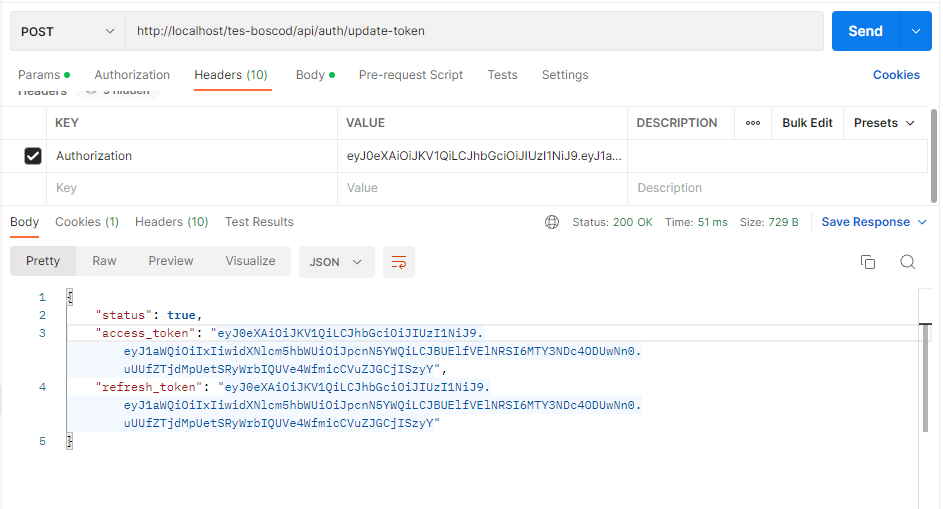 POST
http://localhost/tes-boscod/api/auth/update-token
Send
Params
Authorization
Headers (10)
Body
Pre-request Script
Tests
Settings
Cookies
Headers
9 hidden
KEY
VALUE
DESCRIPTION
Bulk Edit
Presets
Authorization
eyJ0eXAiOiJKV1QiLCJhbGciOiJIUzI1NiJ9.eyJ1a...
Key
Value
Description
Body
Cookies (1)
Headers (10)
Test Results
Status: 200 OK
Time: 51 ms
Size: 729 B
Save Response
Pretty
Raw
Preview
Visualize
JSON
1 {
2 "status": true,
3 "access_token": "eyJ0eXAiOiJKV1QiLCJhbGciOiJIUzI1NiJ9.
eyJ1aWQiOiIxIiwidXNlcm5hbWUiOiJpcnN5YWQiLCJBUElfVElNRSI6MTY3NDc4ODUwNn0.
uUUfZTjdMpUetSRyWrbIQUVe4WfmicCVuZJGCjISzyY",
4 "refresh_token": "eyJ0eXAiOiJKV1QiLCJhbGciOiJIUzI1NiJ9.
eyJ1aWQiOiIxIiwidXNlcm5hbWUiOiJpcnN5YWQiLCJBUElfVElNRSI6MTY3NDc4ODUwNn0.
uUUfZTjdMpUetSRyWrbIQUVe4WfmicCVuZJGCjISzyY"
5 }